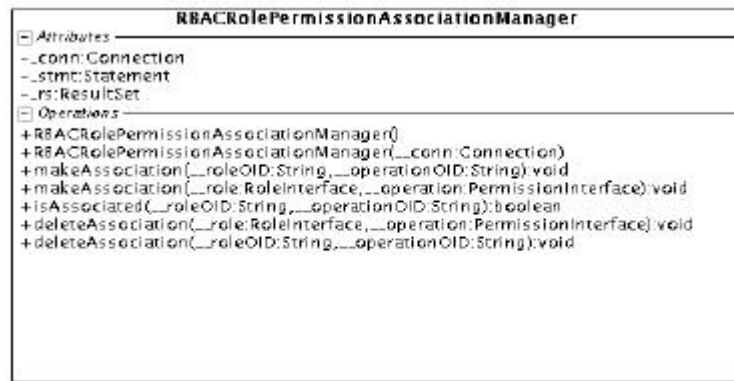 RBACRolePermissionAssociationManager
Attributes
-_conn:Connection
-_stmt:Statement
-_rs:ResultSet
Operations
+RBACRolePermissionAssociationManager()
+RBACRolePermissionAssociationManager(__conn:Connection)
+makeAssociation(__roleOID:String,__operationOID:String):void
+makeAssociation(__role:RoleInterface,__operation:PermissionInterface):void
+isAssociated(__roleOID:String,__operationOID:String):boolean
+deleteAssociation(__role:RoleInterface,__operation:PermissionInterface):void
+deleteAssociation(__roleOID:String,__operationOID:String):void